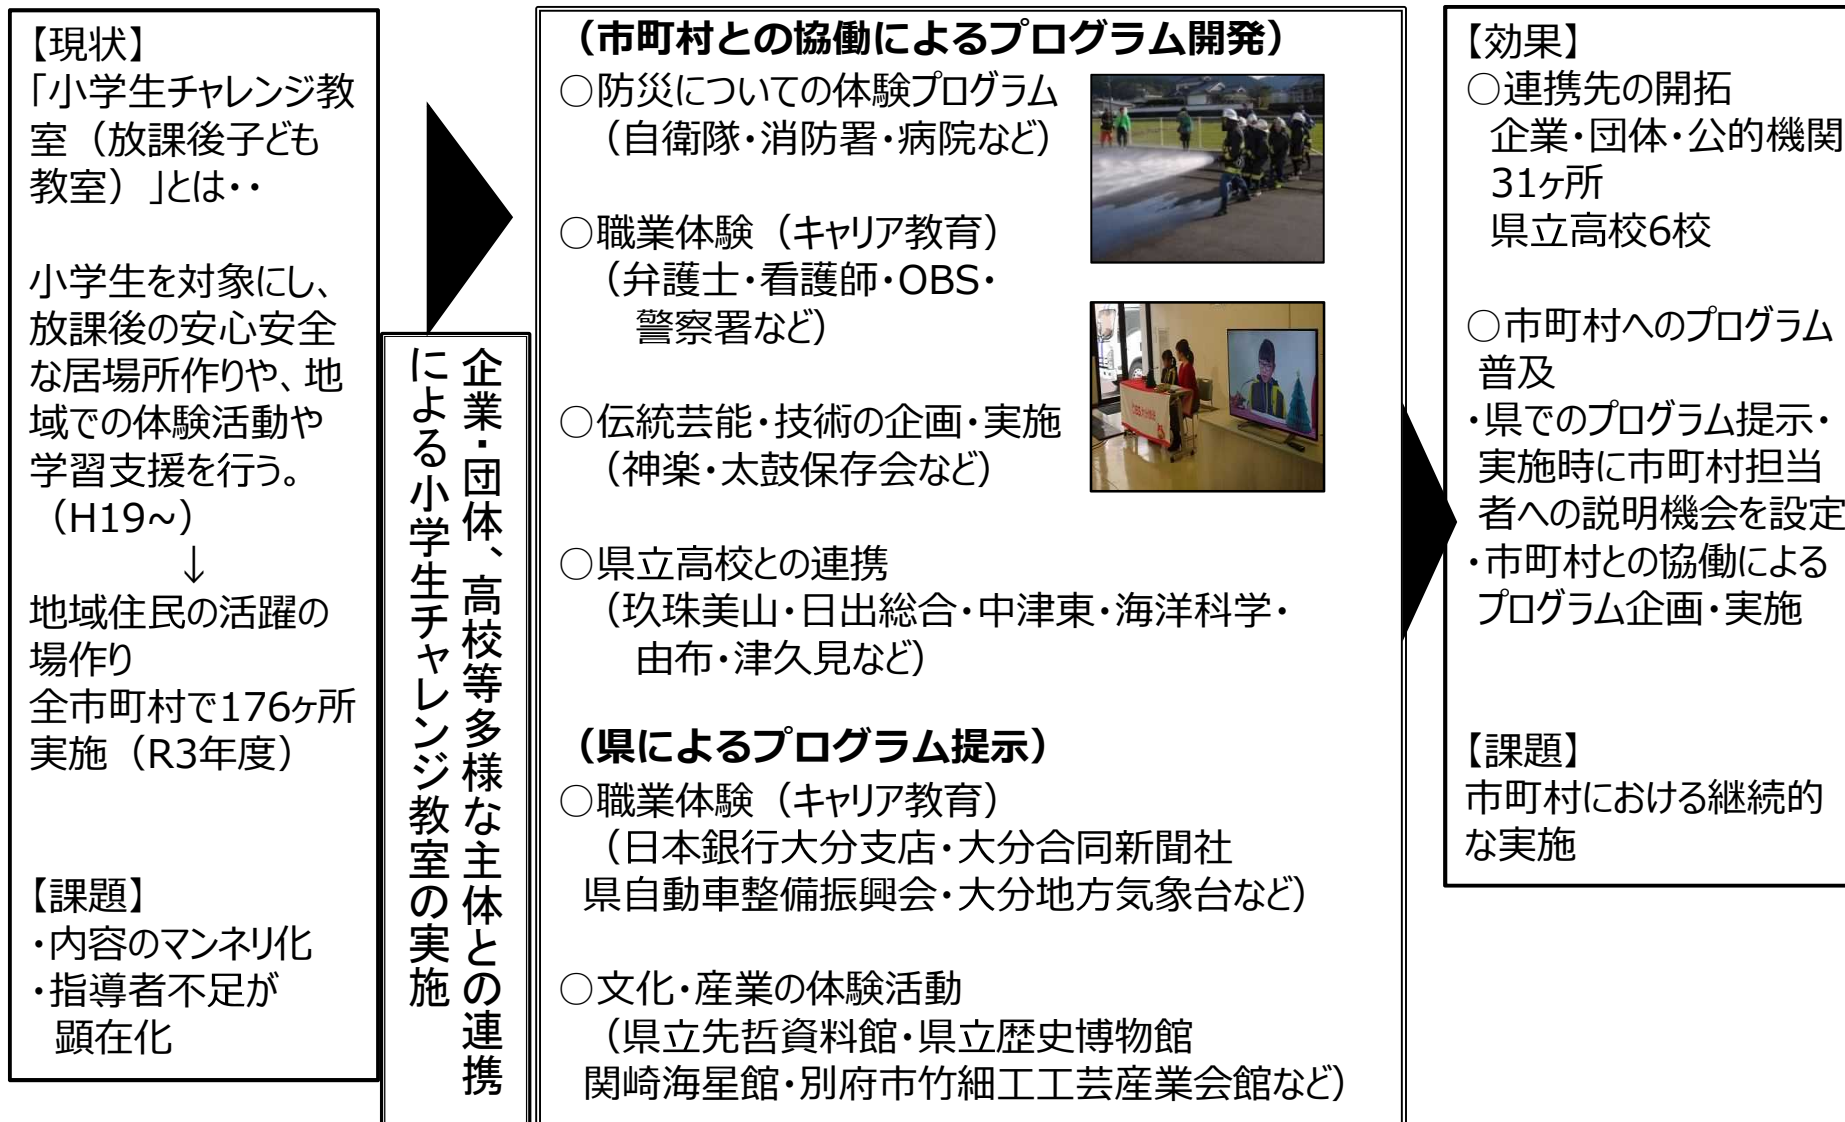 【現状】
「小学生チャレンジ教
室（放課後子ども
教室）」とは・・
小学生を対象にし、
放課後の安心安全
な居場所作りや、地
域での体験活動や
学習支援を行う。
（H19~）
↓
地域住民の活躍の
場作り
全市町村で176ヶ所
実施（R3年度）
【課題】
・内容のマンネリ化
・指導者不足が
顕在化
企業・団体、高校等多様な主体との連携
による小学生チャレンジ教室の実施
（市町村との協働によるプログラム開発）
○防災についての体験プログラム
（自衛隊・消防署・病院など）
○職業体験（キャリア教育）
（弁護士・看護師・OBS・
警察署など）
○伝統芸能・技術の企画・実施
（神楽・太鼓保存会など）
○県立高校との連携
（玖珠美山・日出総合・中津東・海洋科学・
由布・津久見など）
（県によるプログラム提示）
○職業体験（キャリア教育）
（日本銀行大分支店・大分合同新聞社
県自動車整備振興会・大分地方気象台など）
○文化・産業の体験活動
（県立先哲資料館・県立歴史博物館
関崎海星館・別府市竹細工工芸産業会館など）
【効果】
○連携先の開拓
企業・団体・公的機関
31ヶ所
県立高校6校
○市町村へのプログラム
普及
・県でのプログラム提示・
実施時に市町村担当
者への説明機会を設定
・市町村との協働による
プログラム企画・実施
【課題】
市町村における継続的
な実施